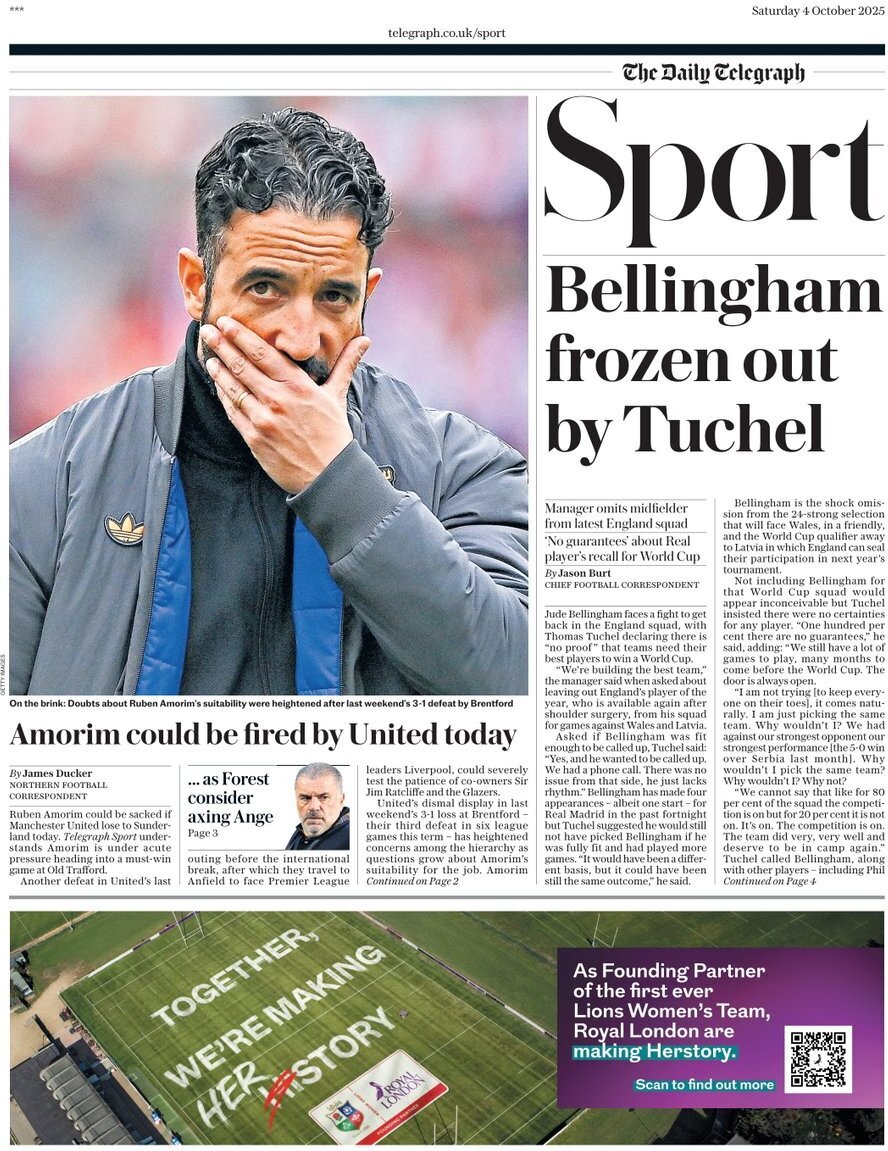 ***
Saturday 4 October 2025
telegraph.co.uk/sport
The Daily Telegraph
Sport
GETTY IMAGES
On the brink: Doubts about Ruben Amorim's suitability were heightened after last weekend's 3-1 defeat by Brentford
Amorim could be fired by United today
By James Ducker
NORTHERN FOOTBALL
CORRESPONDENT
Ruben Amorim could be sacked if
Manchester United lose to Sunder-
land today. Telegraph Sport under-
stands Amorim is under acute
pressure heading into a must-win
game at Old Trafford.
Another defeat in United's last
... as Forest
consider
axing Ange
Page 3
outing before the international
break, after which they travel to
Anfield to face Premier League
leaders Liverpool, could severely
test the patience of co-owners Sir
Jim Ratcliffe and the Glazers.
United's dismal display in last
weekend's 3-1 loss at Brentford –
their third defeat in six league
games this term – has heightened
concerns among the hierarchy as
questions grow about Amorim's
suitability for the job. Amorim
Continued on Page 2
Bellingham
frozen out
by Tuchel
Manager omits midfielder
from latest England squad
'No guarantees' about Real
player's recall for World Cup
By Jason Burt
CHIEF FOOTBALL CORRESPONDENT
Jude Bellingham faces a fight to get
back in the England squad, with
Thomas Tuchel declaring there is
"no proof" that teams need their
best players to win a World Cup.
"We're building the best team,"
the manager said when asked about
leaving out England's player of the
year, who is available again after
shoulder surgery, from his squad
for games against Wales and Latvia.
Asked if Bellingham was fit
enough to be called up, Tuchel said:
"Yes, and he wanted to be called up.
We had a phone call. There was no
issue from that side, he just lacks
rhythm." Bellingham has made four
appearances – albeit one start – for
Real Madrid in the past fortnight
but Tuchel suggested he would still
not have picked Bellingham if he
was fully fit and had played more
games. "It would have been a differ-
ent basis, but it could have been
still the same outcome," he said.
Bellingham is the shock omis-
sion from the 24-strong selection
that will face Wales, in a friendly,
and the World Cup qualifier away
to Latvia in which England can seal
their participation in next year's
tournament.
Not including Bellingham for
that World Cup squad would
appear inconceivable but Tuchel
insisted there were no certainties
for any player. "One hundred per
cent there are no guarantees," he
said, adding: "We still have a lot of
games to play, many months to
come before the World Cup. The
door is always open.
"I am not trying [to keep every-
one on their toes], it comes natu-
rally. I am just picking the same
team. Why wouldn't I? We had
against our strongest opponent our
strongest performance [the 5-0 win
over Serbia last month]. Why
wouldn't I pick the same team?
Why wouldn't I? Why not?
"We cannot say that like for 80
per cent of the squad the competi-
tion is on but for 20 per cent it is not
on. It's on. The competition is on.
The team did very, very well and
deserve to be in camp again."
Tuchel called Bellingham, along
with other players – including Phil
Continued on Page 4
TOGETHER,
WE'RE MAKING
HER HISTORY
LIONS WOMEN
ROYAL
LONDON
FOUNDING PARTNER
As Founding Partner
of the first ever
Lions Women's Team,
Royal London are
making Herstory.
Scan to find out more